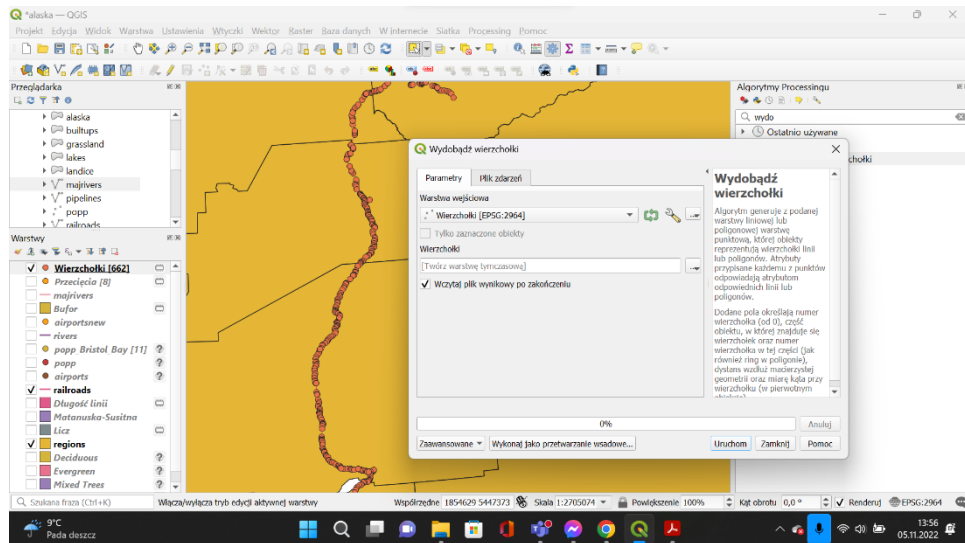 *alaska — QGIS
Projekt Edycja Widok Warstwa Ustawienia Wtyczki Wektor Raster Baza danych W internecie Siatka Processing Pomoc
Przeglądarka
alaska
builtups
grassland
lakes
landice
majrivers
pipelines
popp
railroads
Warstwy
Wierzchołki [662]
Przecięcia [8]
majrivers
Bufor
airportsnew
rivers
popp Bristol Bay [11]
popp
airports
railroads
Długość linii
Matanuska-Susitna
Licz
regions
Deciduous
Evergreen
Mixed Trees
Wydobądź wierzchołki
Parametry Plik zdarzeń
Warstwa wejściowa
Wierzchołki [EPSG:2964]
Tylko zaznaczone obiekty
Wierzchołki
[Twórz warstwę tymczasową]
Wczytaj plik wynikowy po zakończeniu
Wydobądź
wierzchołki
Algorytm generuje z podanej
warstwy liniowej lub
poligonowej warstwę
punktową, której obiekty
reprezentują wierzchołki linii
lub poligonów. Atrybuty
przypisane każdemu z punktów
odpowiadają atrybutom
odpowiednich linii lub
poligonów.
Dodane pola określają numer
wierzchołka (od 0), część
obiektu, w której znajduje się
wierzchołek oraz numer
wierzchołka w tej części (jak
również ring w poligonie),
dystans wzdłuż macierzystej
geometrii oraz miarę kąta przy
wierzchołku (w pierwotnym
0%
Anuluj
Zaawansowane Wykonaj jako przetwarzanie wsadowe... Uruchom Zamknij Pomoc
Algorytmy Processingu
wydo
Ostatnio używane
Szukana fraza (Ctrl+K) Włącza/wyłącza tryb edycji aktywnej warstwy Współrzędne 1854629 5447373 Skala 1:2705074 Powiększenie 100% Kąt obrotu 0,0 ° Renderuj EPSG:2964
9°C
Pada deszcz
13:56
05.11.2022